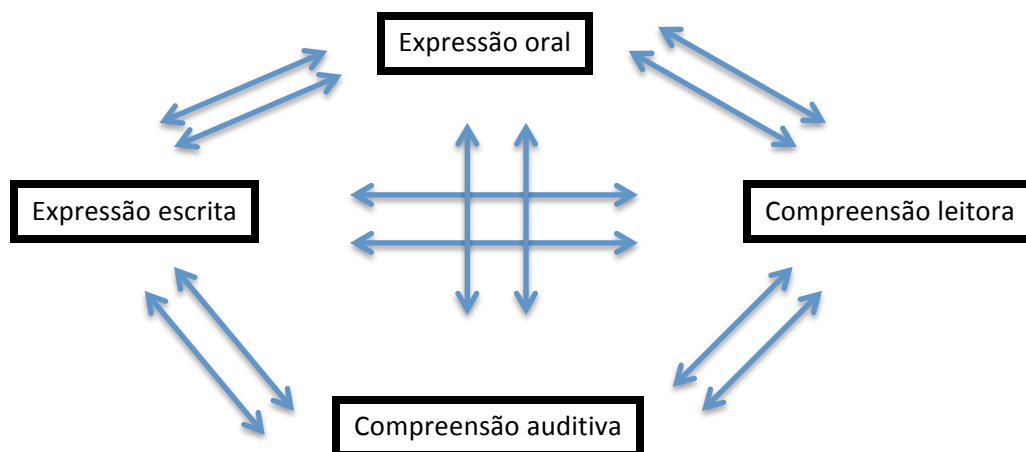 Expressão oral
Expressão escrita
Compreensão leitora
Compreensão auditiva